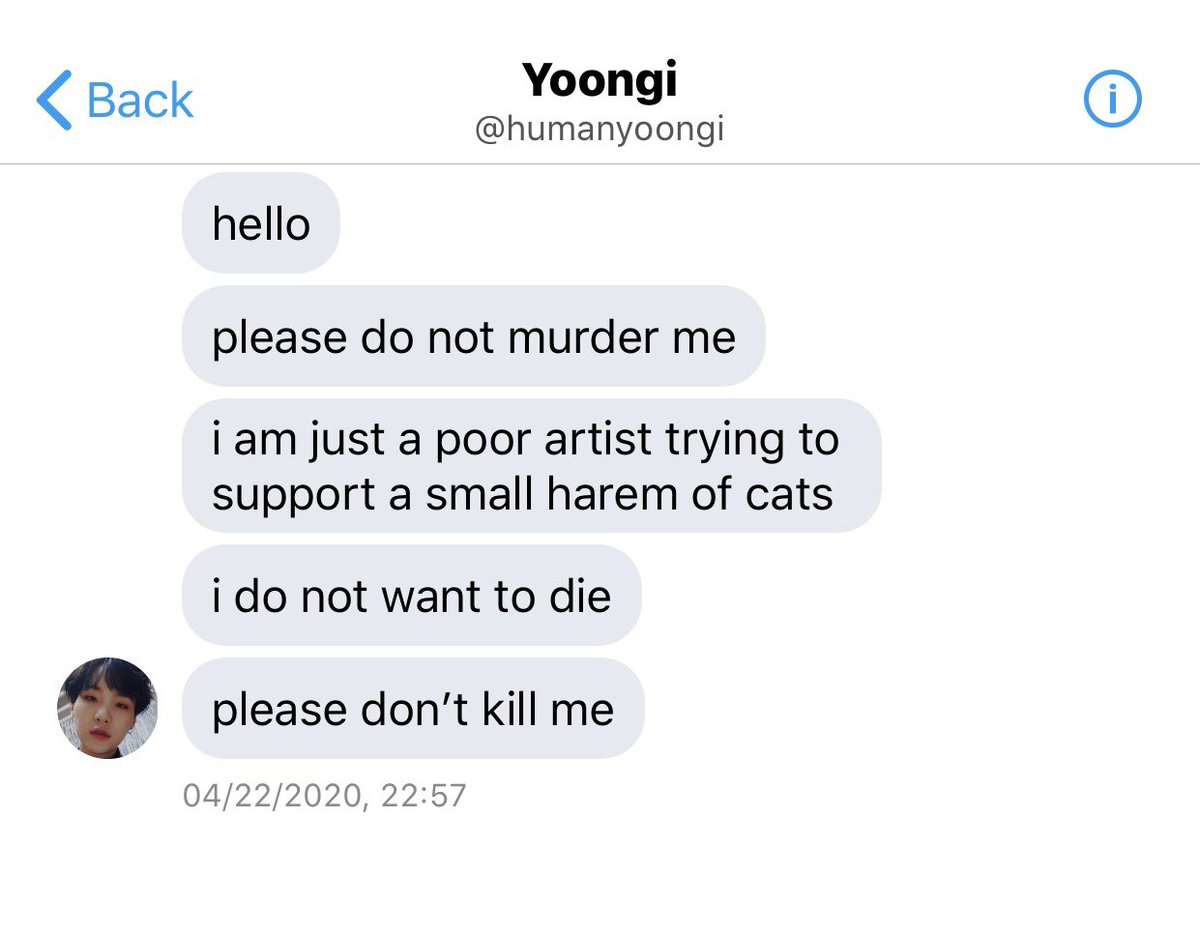 Back
Yoongi
@humanyoongi
hello
please do not murder me
i am just a poor artist trying to
support a small harem of cats
i do not want to die
please don’t kill me
04/22/2020, 22:57